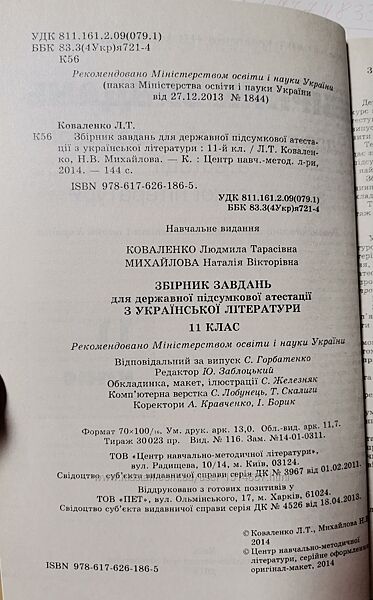 УДК 811.161.2.09(079.1)
ББК 83.3(4Укр)я721-4
К56
Рекомендовано Міністерством освіти і науки України
(наказ Міністерства освіти і науки України
від 27.12.2013 № 1844)
Коваленко Л.Т.
К56 Збірник завдань для державної підсумкової атеста-
ції з української літератури : 11-й кл. / Л.Т. Ковален-
ко, Н.В. Михайлова. — К. : Центр навч.-метод. л-ри,
2014. — 144 с.
ISBN 978-617-626-186-5.
УДК 811.161.2.09(079.1)
ББК 83.3(4Укр)я721-4
Навчальне видання
КОВАЛЕНКО Людмила Тарасівна
МИХАЙЛОВА Наталія Вікторівна
ЗБІРНИК ЗАВДАНЬ
для державної підсумкової атестації
З УКРАЇНСЬКОЇ ЛІТЕРАТУРИ
11 КЛАС
Рекомендовано Міністерством освіти і науки України
Відповідальний за випуск С. Горбатенко
Редактор Ю. Заблоцький
Обкладинка, макет, ілюстрації С. Железняк
Комп'ютерна верстка С. Лобунець, Т. Скалиги
Коректори А. Кравченко, І. Борик
Формат 70×100/16. Ум. друк. арк. 13,0. Обл.-вид. арк. 11,7.
Тираж 30023 пр. Вид. № 116. Зам. №14-01-0311.
ТОВ «Центр навчально-методичної літератури»,
вул. Радищева, 10/14, м. Київ, 03124.
Свідоцтво суб'єкта видавничої справи серія ДК № 3967 від 01.02.2011.
Віддруковано з готових позитивів у
ТОВ «ПЕТ», вул. Ольмінського, 17, м. Харків, 61024.
Свідоцтво суб'єкта видавничої справи серія ДК № 4526 від 18.04.2013.
© Коваленко Л.Т., Михайлова Н.В.
2014
© Центр навчально-методичної
літератури, серійне оформлення
оригінал-макет, 2014
ISBN 978-617-626-186-5